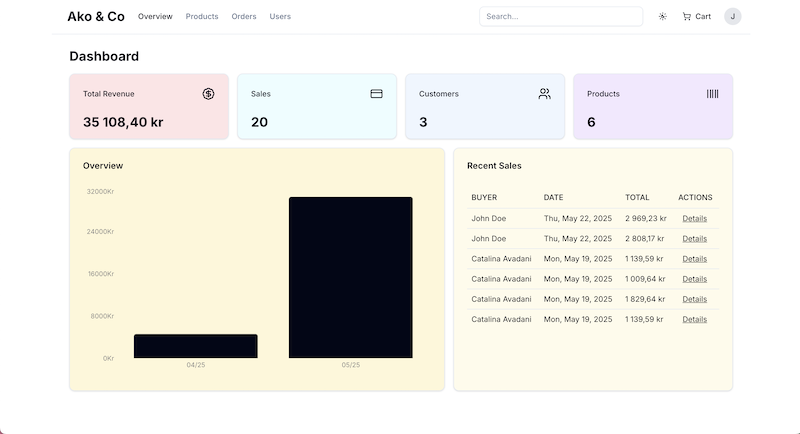 Ako & Co Overview Products Orders Users Search... Cart J
Dashboard
Total Revenue
35 108,40 kr
Sales
20
Customers
3
Products
6
Overview
32000Kr
24000Kr
16000Kr
8000Kr
0Kr
04/25 05/25
Recent Sales
BUYER DATE TOTAL ACTIONS
John Doe Thu, May 22, 2025 2 969,23 kr Details
John Doe Thu, May 22, 2025 2 808,17 kr Details
Catalina Avadani Mon, May 19, 2025 1 139,59 kr Details
Catalina Avadani Mon, May 19, 2025 1 009,64 kr Details
Catalina Avadani Mon, May 19, 2025 1 829,64 kr Details
Catalina Avadani Mon, May 19, 2025 1 139,59 kr Details